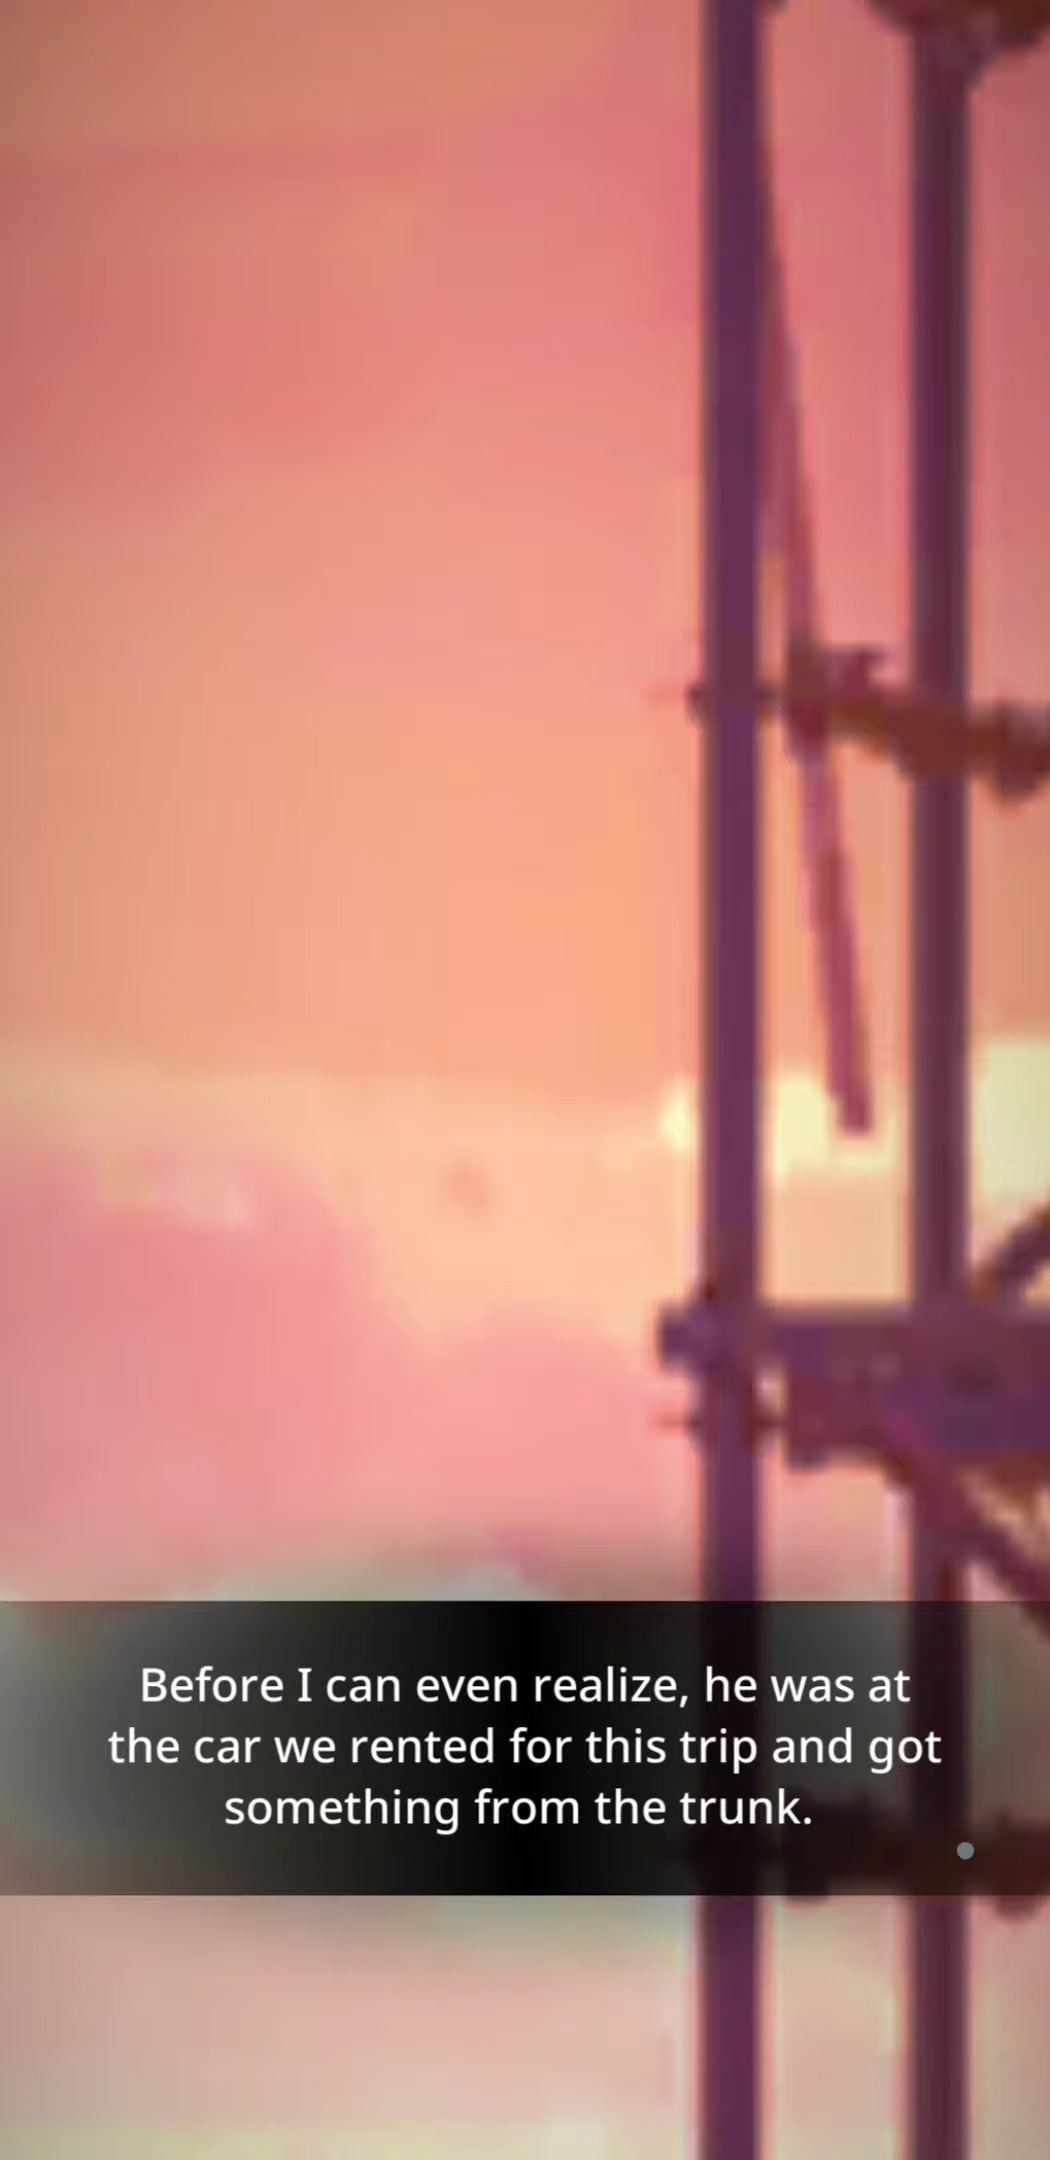 Before I can even realize, he was at
the car we rented for this trip and got
something from the trunk.